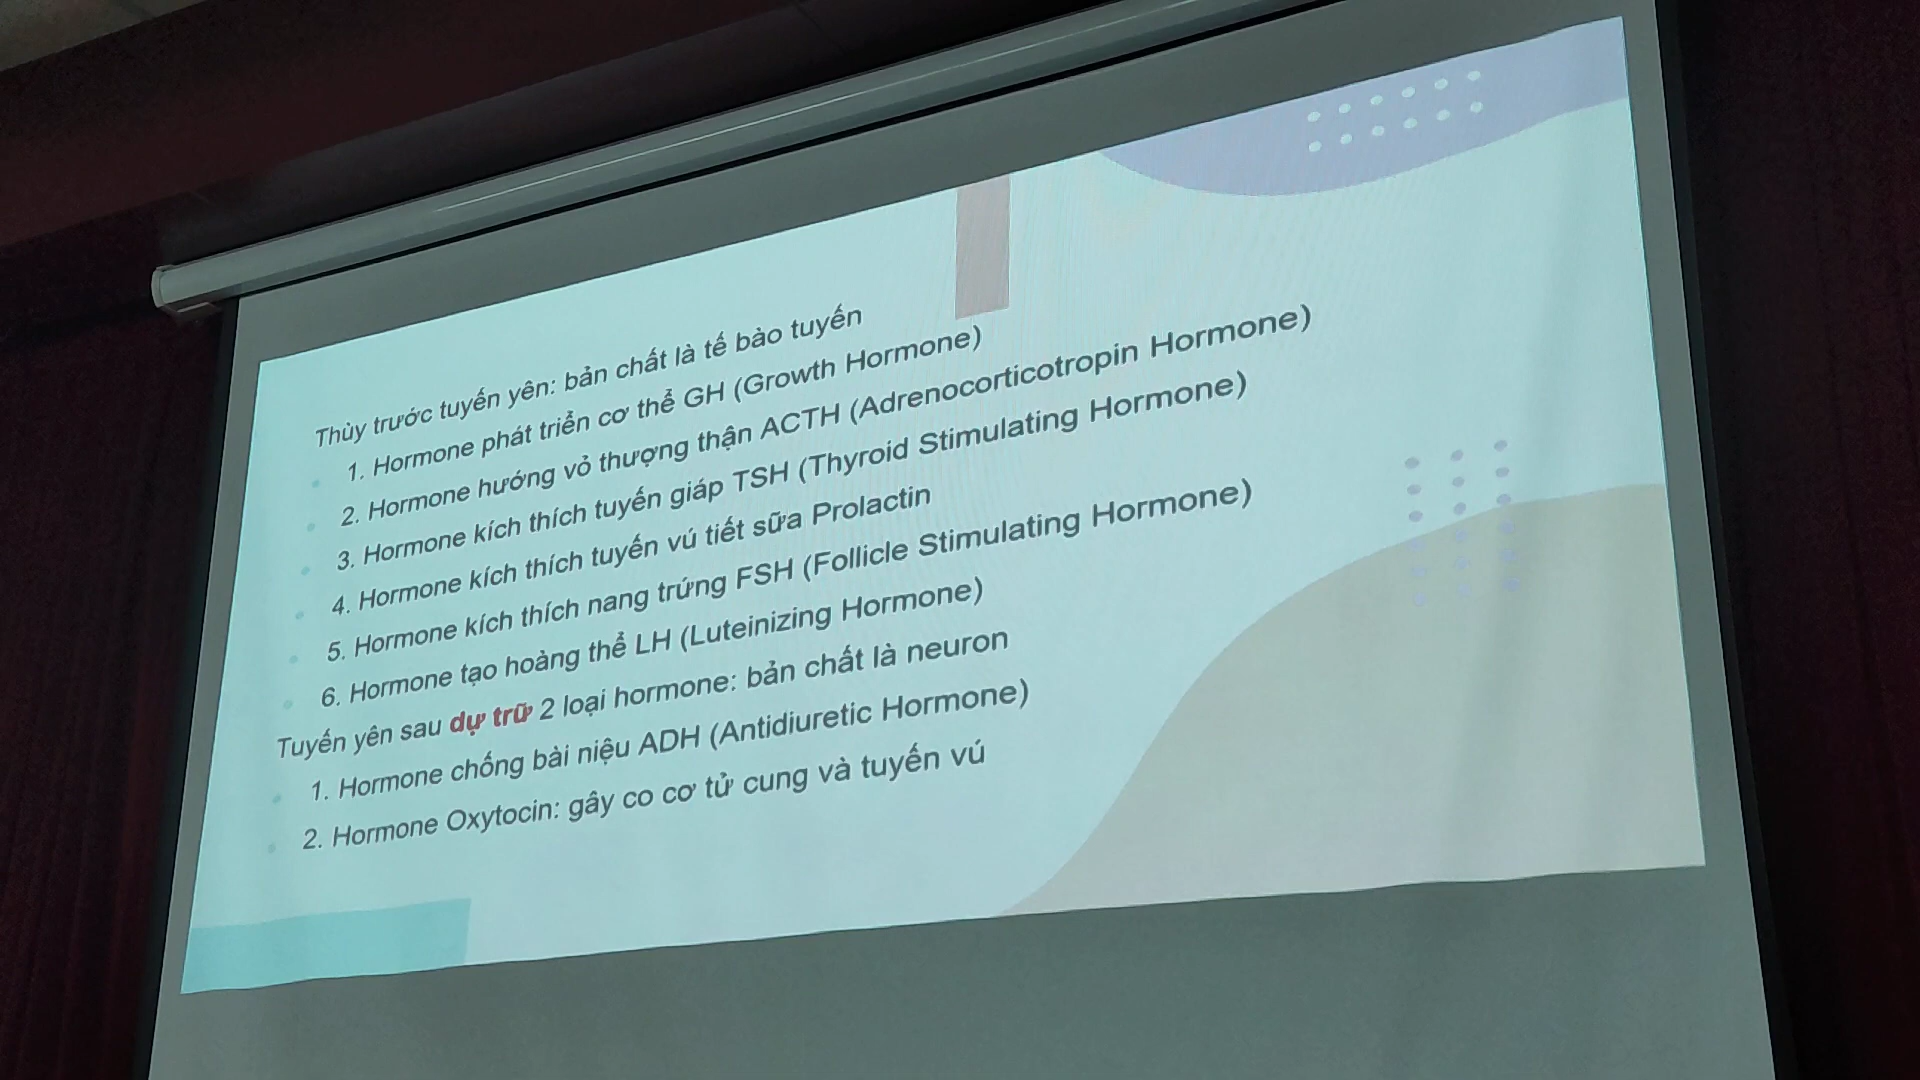 Thùy trước tuyến yên: bản chất là tế bào tuyến
1. Hormone phát triển cơ thể GH (Growth Hormone)
2. Hormone hướng vỏ thượng thận ACTH (Adrenocorticotropin Hormone)
3. Hormone kích thích tuyến giáp TSH (Thyroid Stimulating Hormone)
4. Hormone kích thích tuyến vú tiết sữa Prolactin
5. Hormone kích thích nang trứng FSH (Follicle Stimulating Hormone)
6. Hormone tạo hoàng thể LH (Luteinizing Hormone)
Tuyến yên sau dự trữ 2 loại hormone: bản chất là neuron
1. Hormone chống bài niệu ADH (Antidiuretic Hormone)
2. Hormone Oxytocin: gây co cơ tử cung và tuyến vú